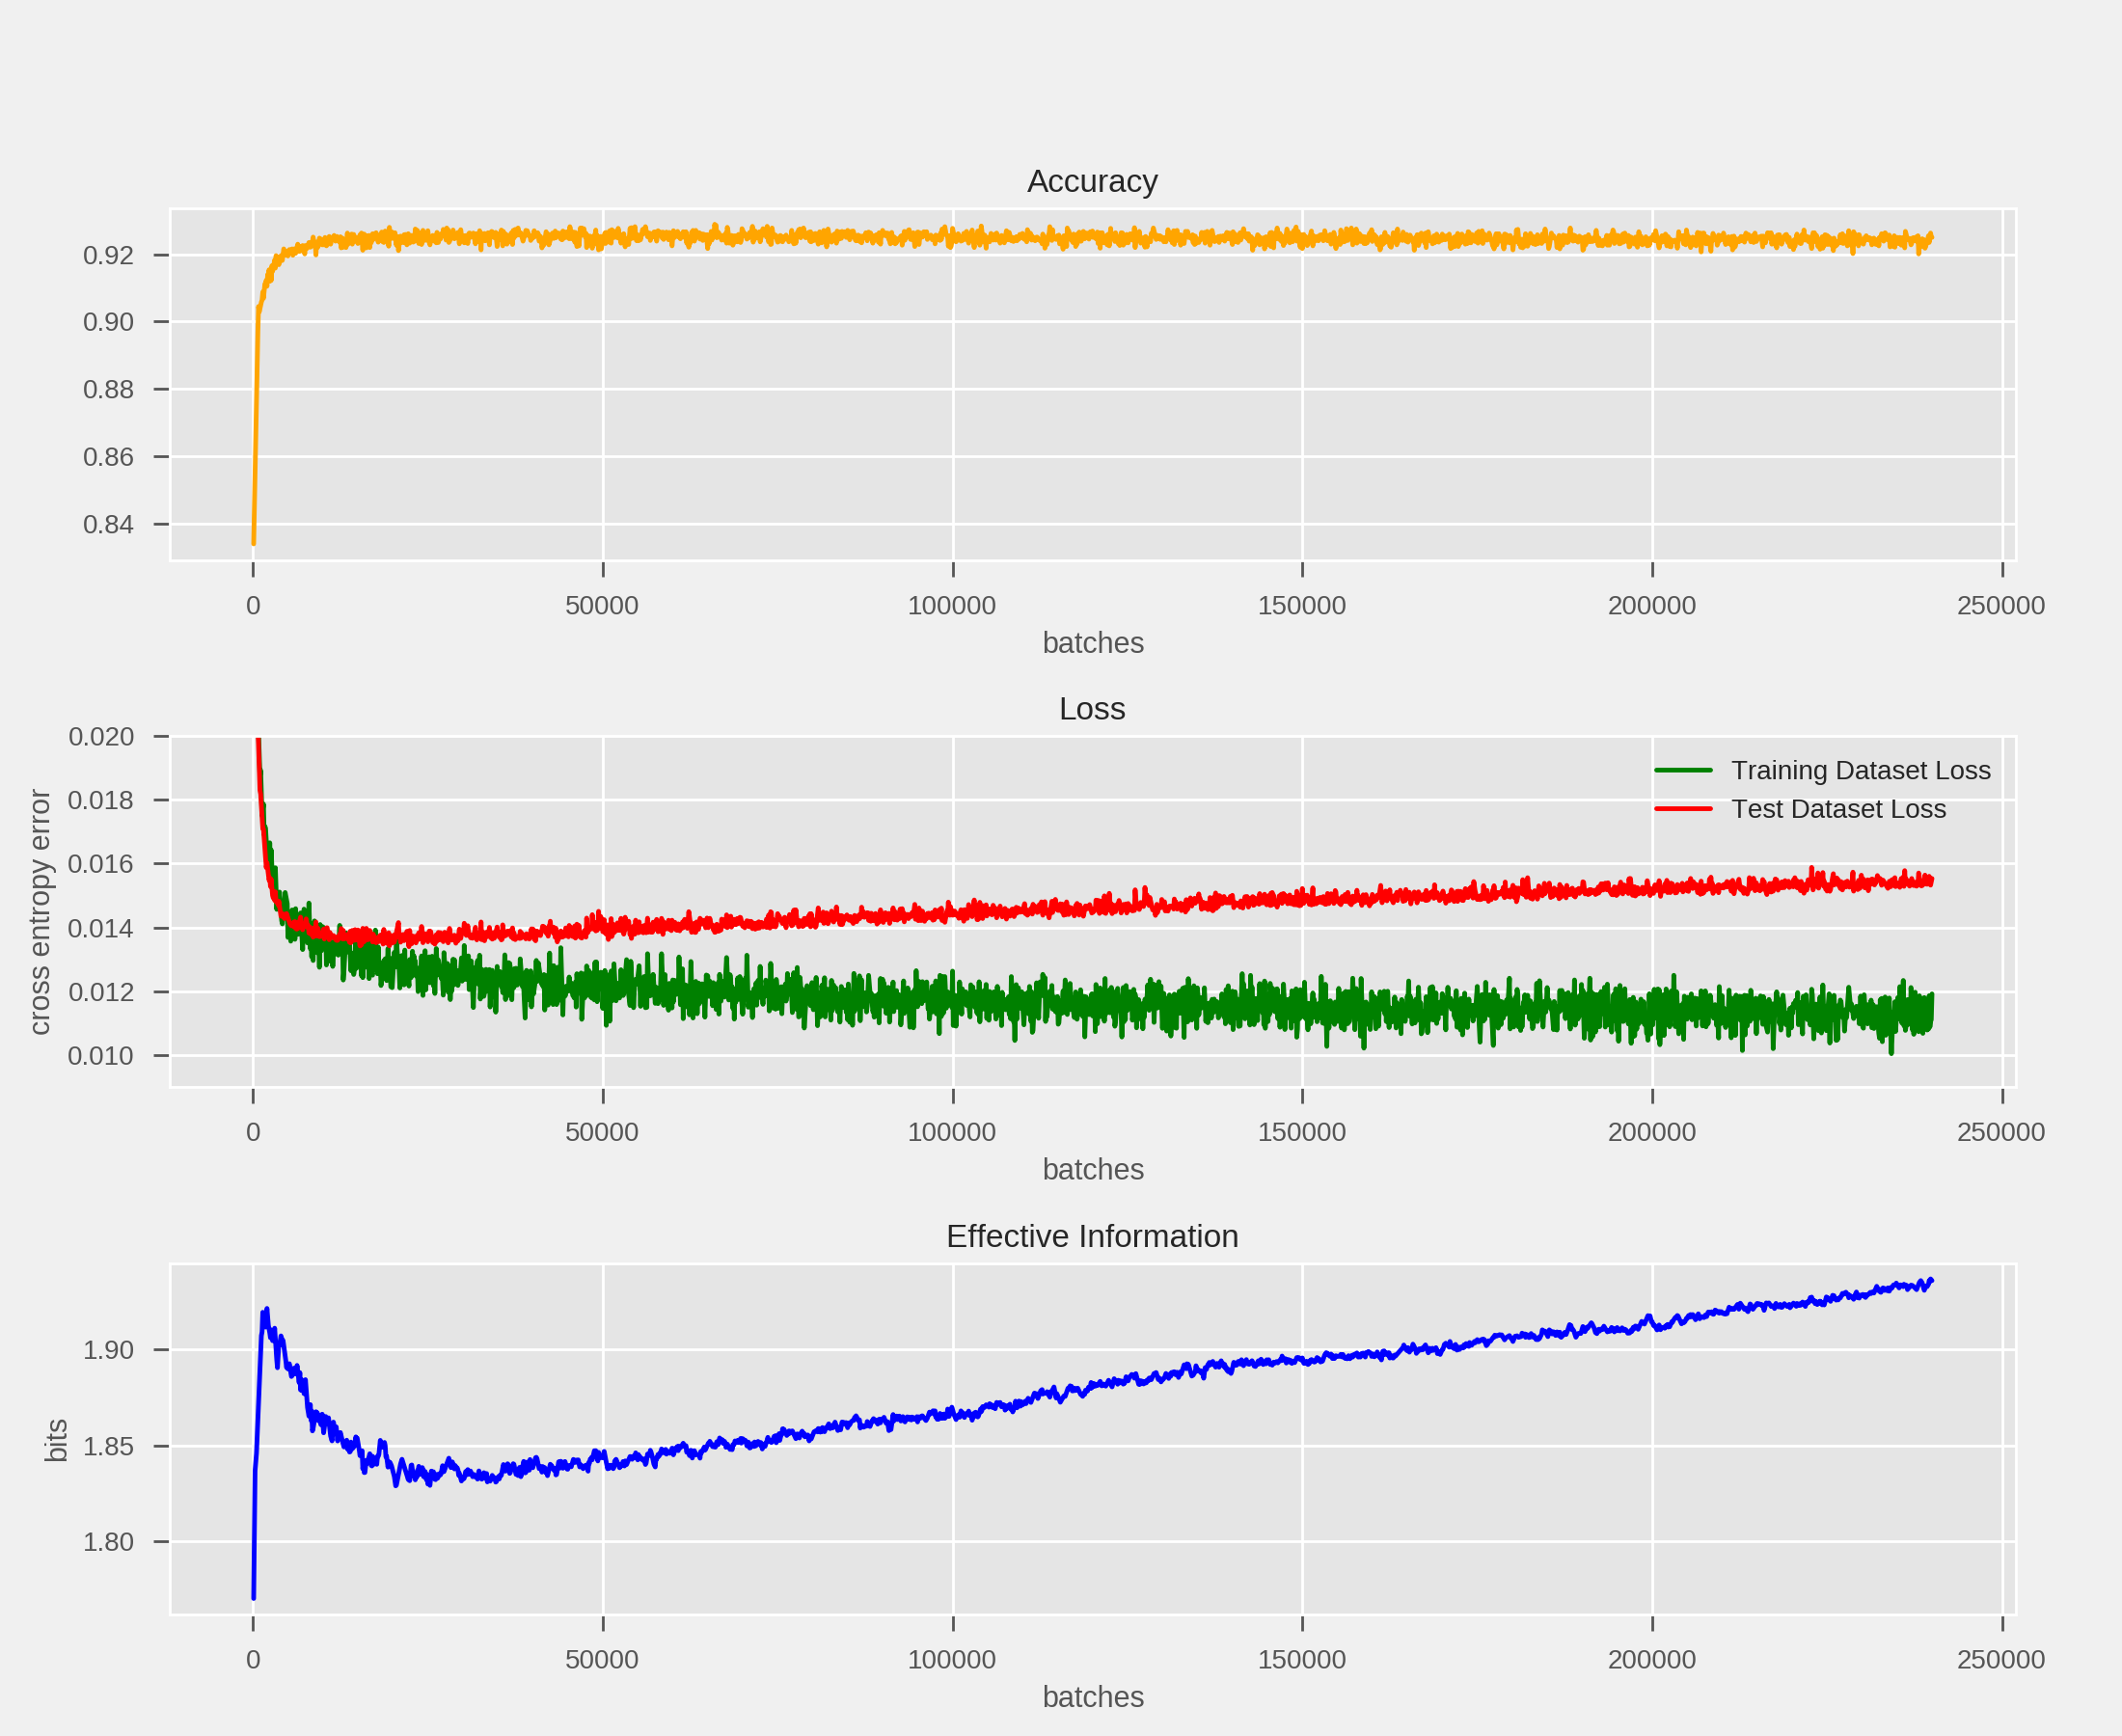 Accuracy
0.92
0.90
0.88
0.86
0.84
0 50000 100000 150000 200000 250000
batches
Loss
cross entropy error
0.020
0.018
0.016
0.014
0.012
0.010
Training Dataset Loss
Test Dataset Loss
0 50000 100000 150000 200000 250000
batches
Effective Information
bits
1.90
1.85
1.80
0 50000 100000 150000 200000 250000
batches